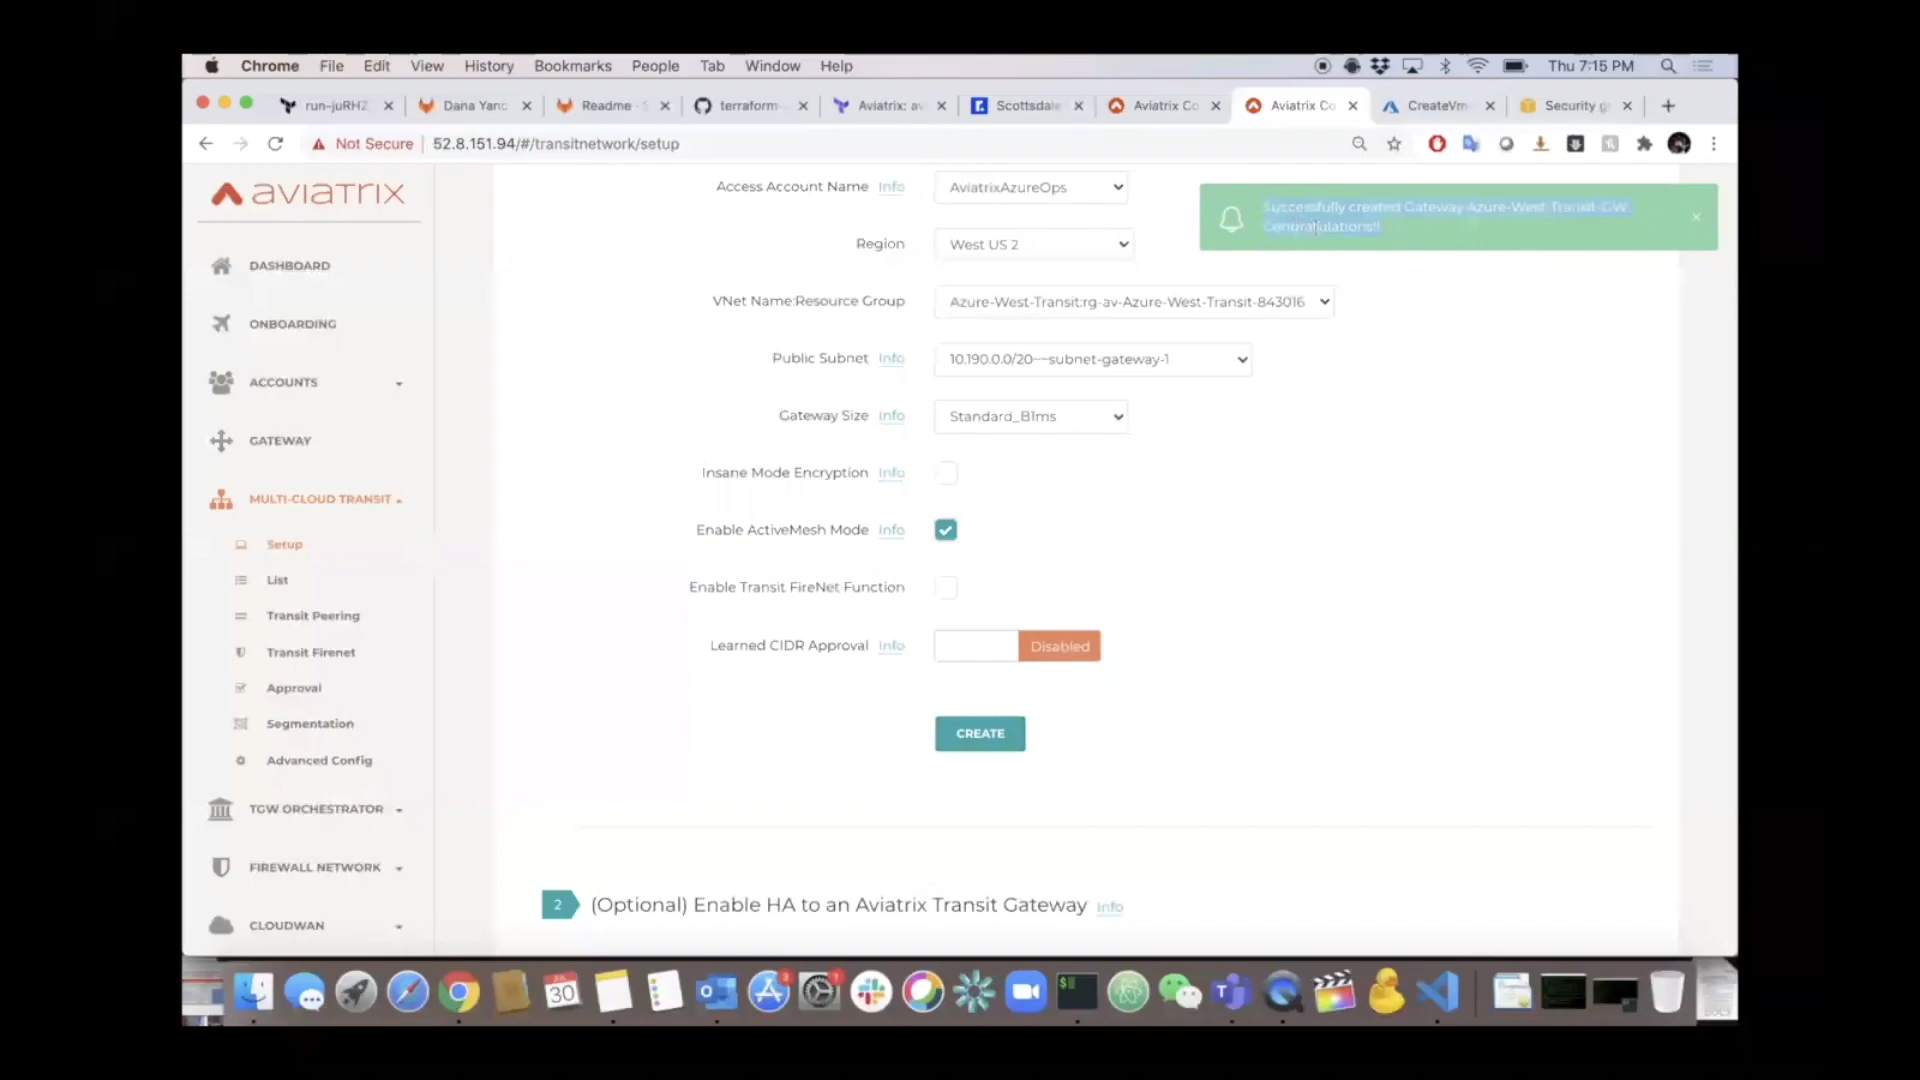 Chrome File Edit View History Bookmarks People Tab Window Help Thu 7:15 PM
run-juRHZ Dana Yanc Readme - S terraform- Aviatrix: av Scottsdale Aviatrix Co Aviatrix Co CreateVm- Security g
Not Secure 52.8.151.94/#/transitnetwork/setup
aviatrix
DASHBOARD
ONBOARDING
ACCOUNTS
GATEWAY
MULTI-CLOUD TRANSIT
Setup
List
Transit Peering
Transit Firenet
Approval
Segmentation
Advanced Config
TGW ORCHESTRATOR
FIREWALL NETWORK
CLOUDWAN
Access Account Name Info AviatrixAzureOps
Successfully created Gateway Azure-West-Transit-GW.
Congratulations!!
Region West US 2
VNet Name:Resource Group Azure-West-Transit:rg-av-Azure-West-Transit-843016
Public Subnet Info 10.190.0.0/20~~subnet-gateway-1
Gateway Size Info Standard_B1ms
Insane Mode Encryption Info
Enable ActiveMesh Mode Info
Enable Transit FireNet Function
Learned CIDR Approval Info Disabled
CREATE
2 (Optional) Enable HA to an Aviatrix Transit Gateway Info
3 1
JUL
30